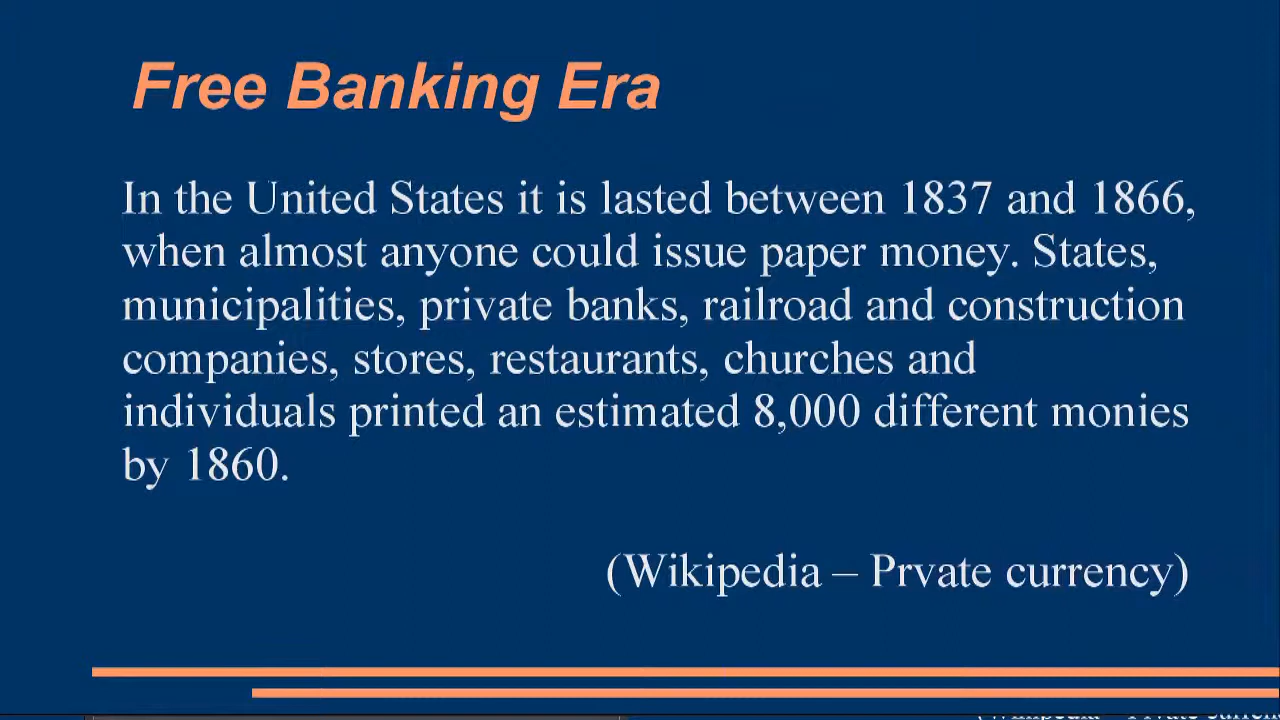 Free Banking Era
In the United States it is lasted between 1837 and 1866,
when almost anyone could issue paper money. States,
municipalities, private banks, railroad and construction
companies, stores, restaurants, churches and
individuals printed an estimated 8,000 different monies
by 1860.
(Wikipedia – Prvate currency)